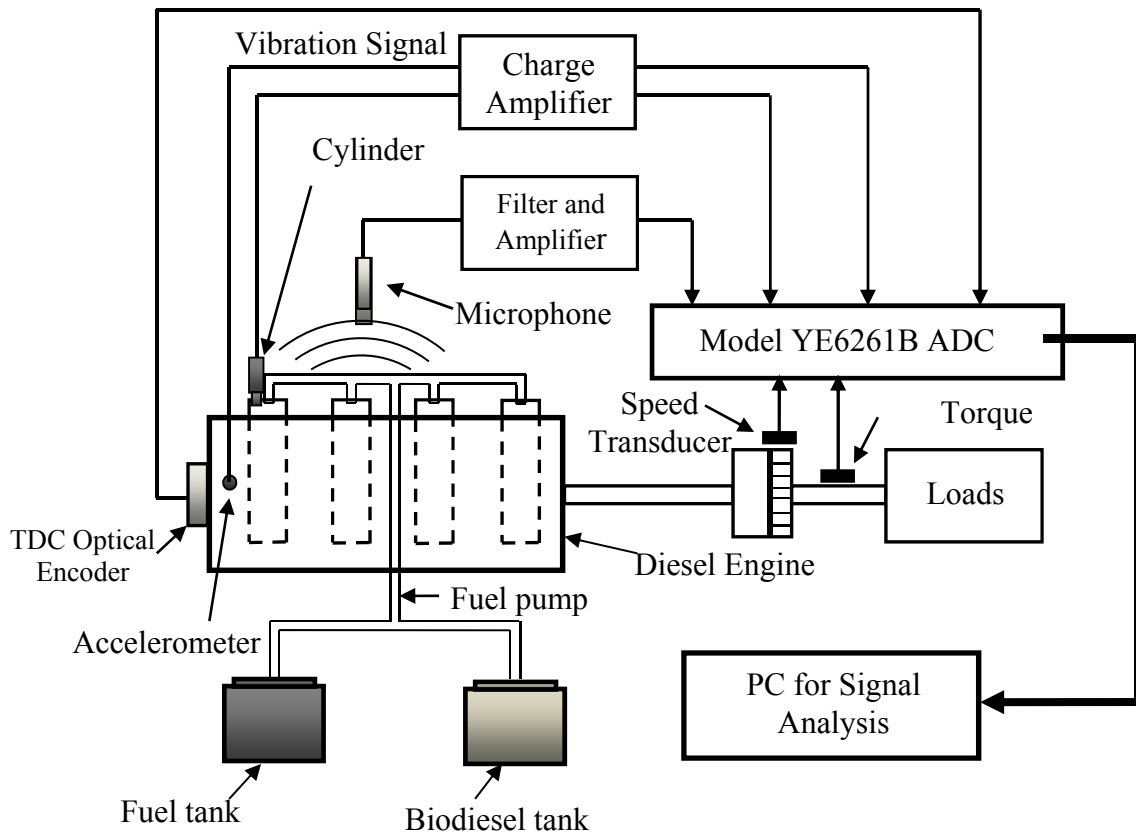 Vibration Signal
Charge
Amplifier
Cylinder
Filter and
Amplifier
Microphone
Model YE6261B ADC
Speed
Transducer
Torque
Loads
TDC Optical
Encoder
Diesel Engine
Fuel pump
Accelerometer
PC for Signal
Analysis
Fuel tank
Biodiesel tank